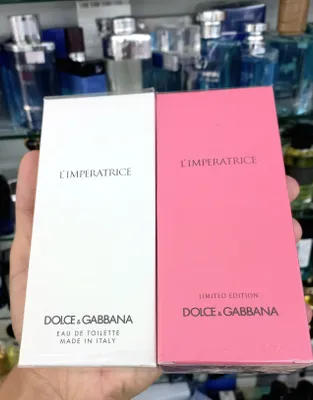 L'IMPERATRICE
DOLCE & GABBANA
EAU DE TOILETTE
MADE IN ITALY
L'IMPERATRICE
LIMITED EDITION
DOLCE & GABBANA